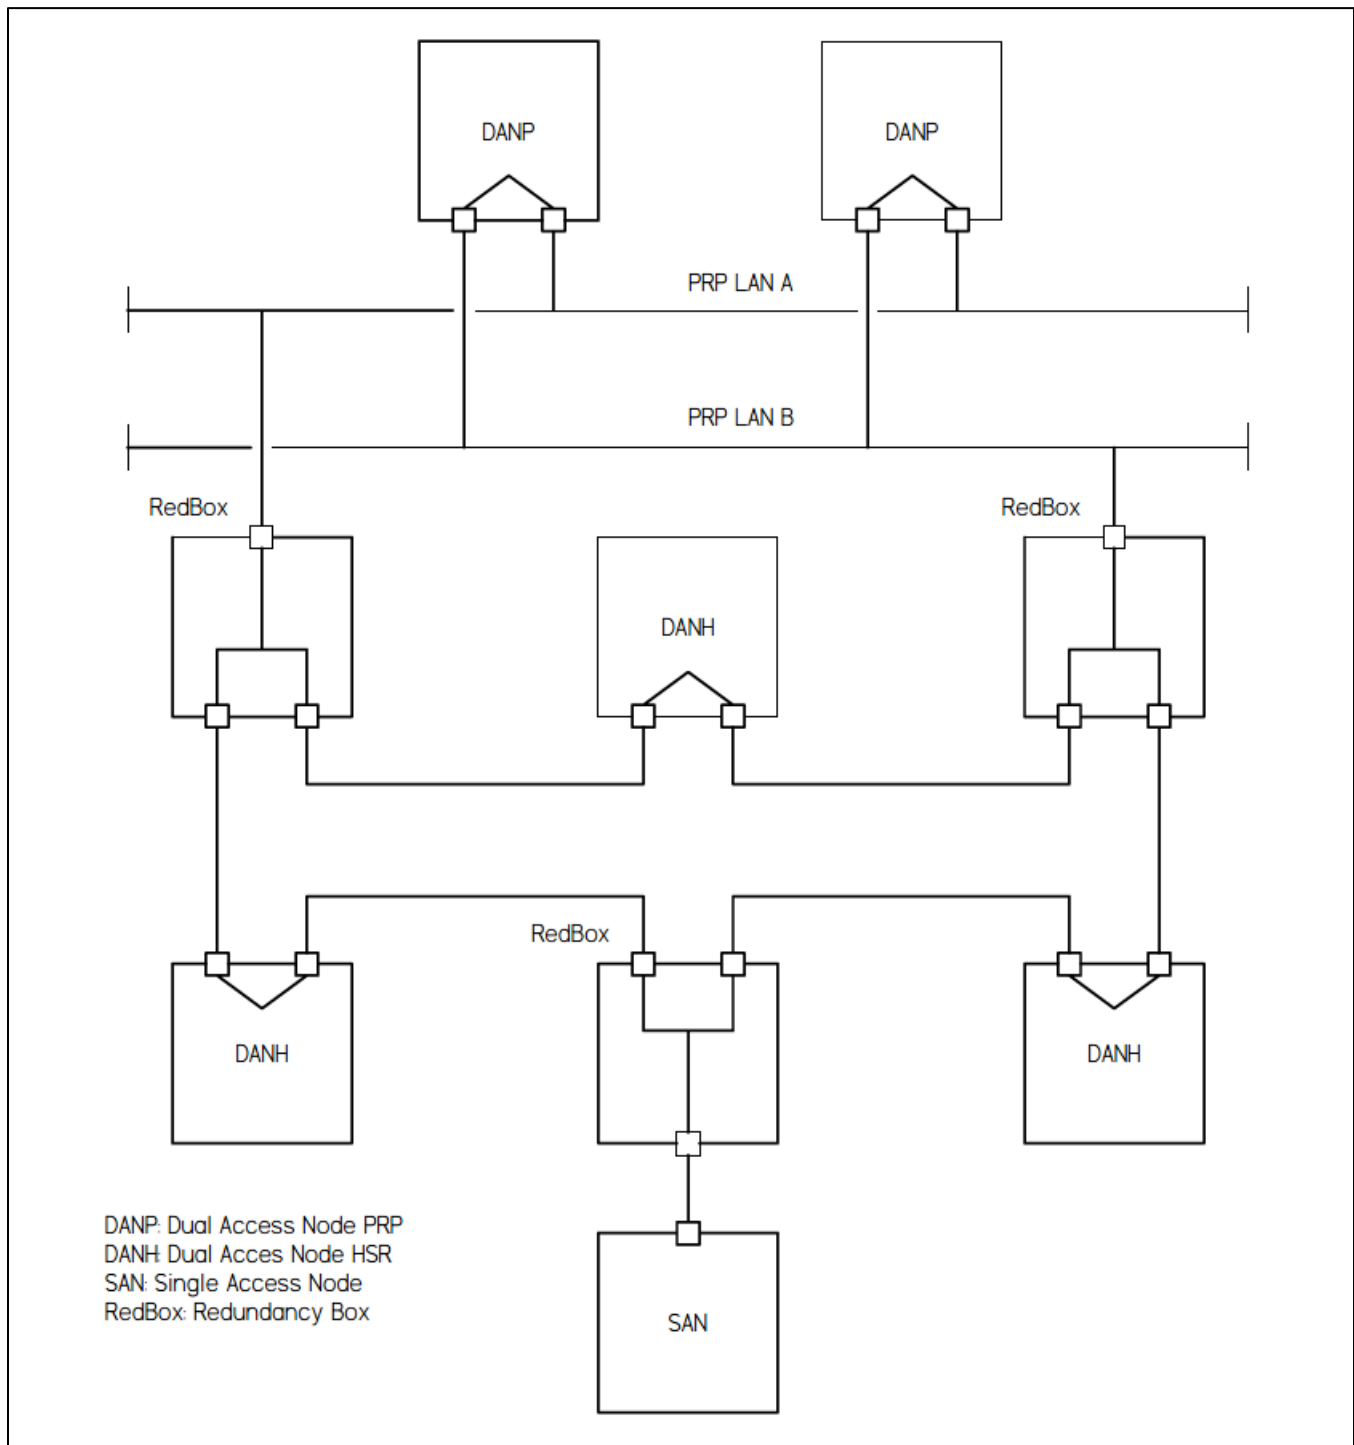 DANP
DANP
PRP LAN A
PRP LAN B
RedBox
RedBox
DANH
RedBox
DANH
DANH
DANP: Dual Access Node PRP
DANH: Dual Acces Node HSR
SAN: Single Access Node
RedBox: Redundancy Box
SAN